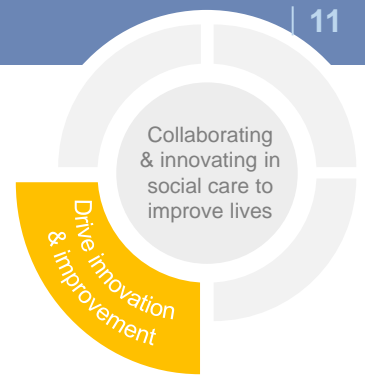 | 11
Collaborating
& innovating in
social care to
improve lives
Drive innovation
& improvement